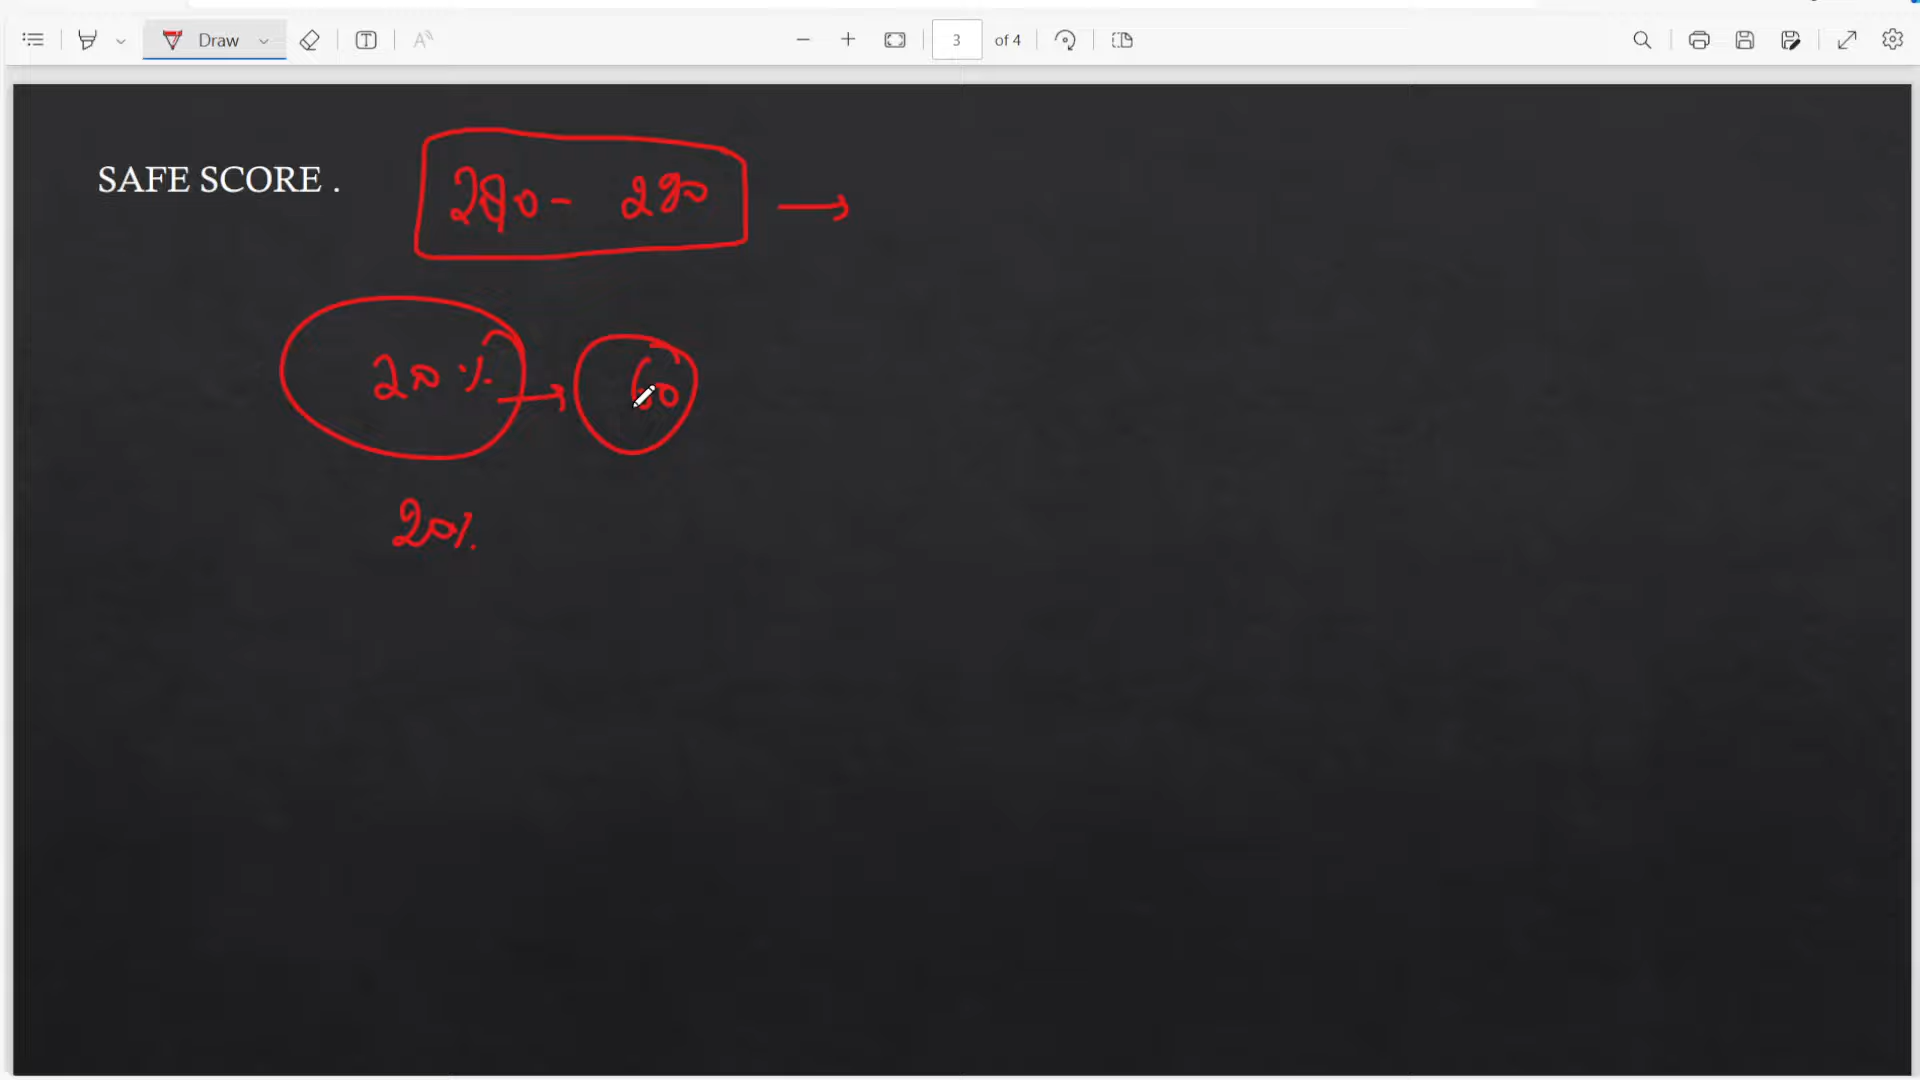 Draw 3 of 4
SAFE SCORE . 280 - 290 →
20% → 60
20%